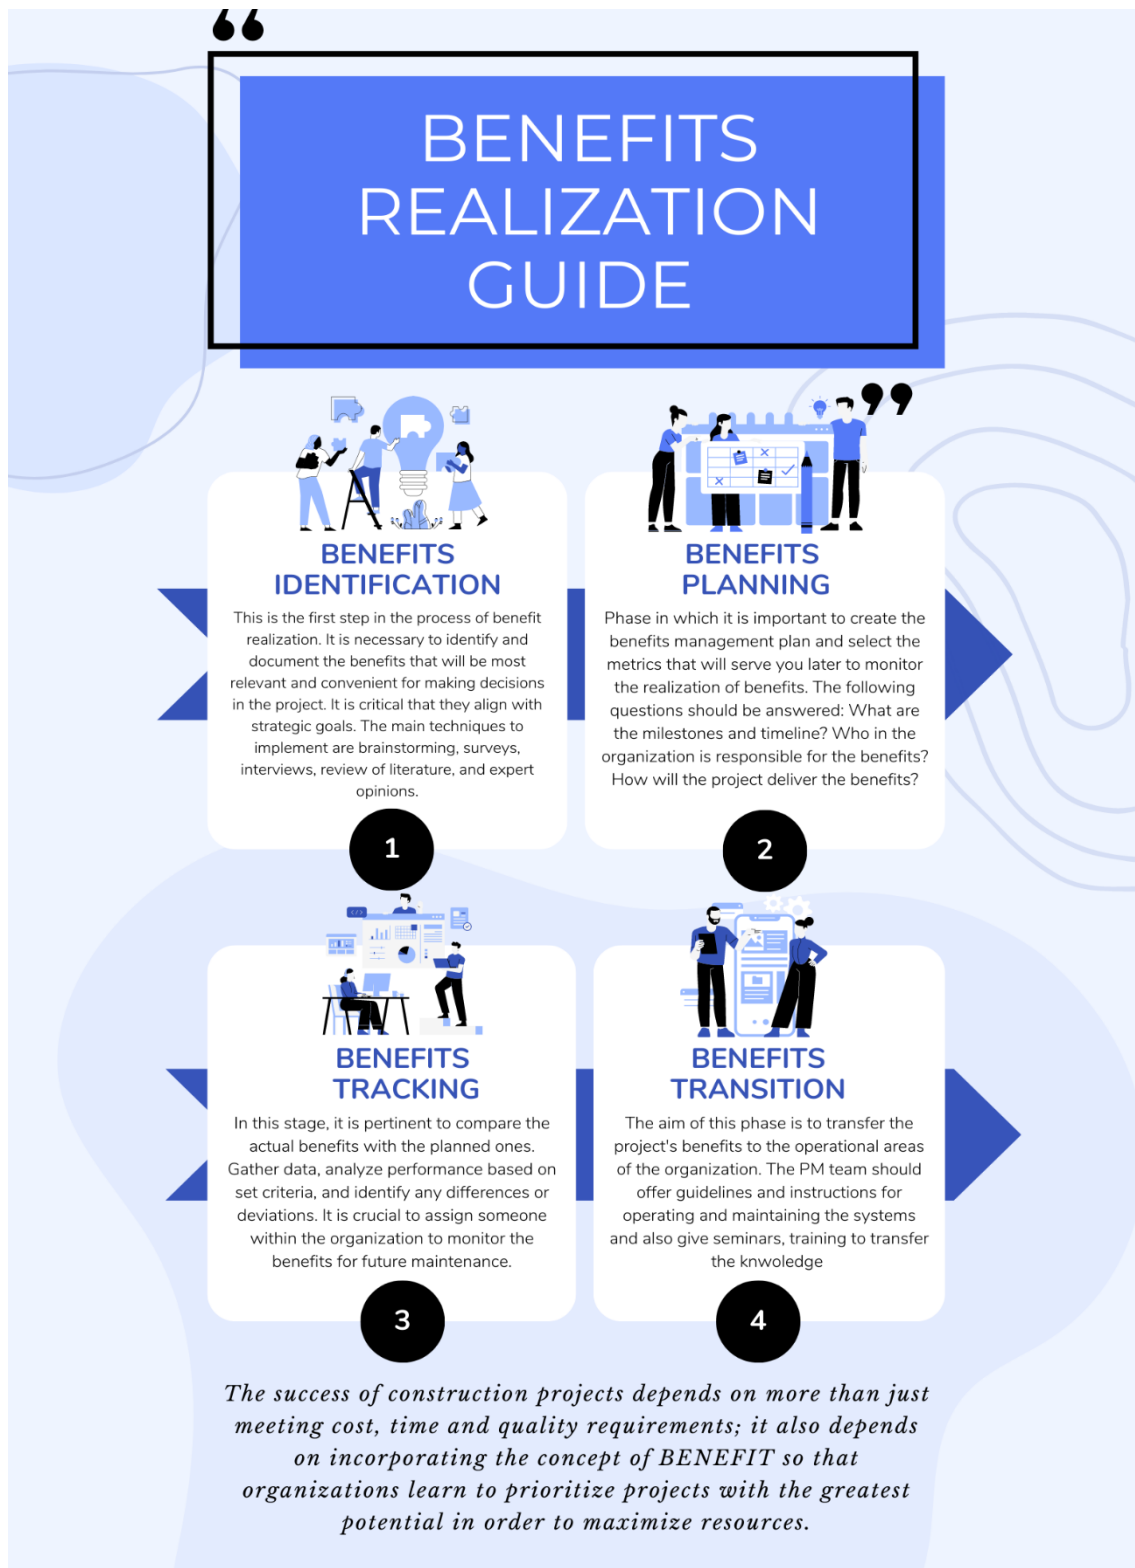 “
BENEFITS
REALIZATION
GUIDE
”
BENEFITS
IDENTIFICATION
This is the first step in the process of benefit
realization. It is necessary to identify and
document the benefits that will be most
relevant and convenient for making decisions
in the project. It is critical that they align with
strategic goals. The main techniques to
implement are brainstorming, surveys,
interviews, review of literature, and expert
opinions.
1
BENEFITS
PLANNING
Phase in which it is important to create the
benefits management plan and select the
metrics that will serve you later to monitor
the realization of benefits. The following
questions should be answered: What are
the milestones and timeline? Who in the
organization is responsible for the benefits?
How will the project deliver the benefits?
2
BENEFITS
TRACKING
In this stage, it is pertinent to compare the
actual benefits with the planned ones.
Gather data, analyze performance based on
set criteria, and identify any differences or
deviations. It is crucial to assign someone
within the organization to monitor the
benefits for future maintenance.
3
BENEFITS
TRANSITION
The aim of this phase is to transfer the
project's benefits to the operational areas
of the organization. The PM team should
offer guidelines and instructions for
operating and maintaining the systems
and also give seminars, training to transfer
the knwoledge
4
The success of construction projects depends on more than just
meeting cost, time and quality requirements; it also depends
on incorporating the concept of BENEFIT so that
organizations learn to prioritize projects with the greatest
potential in order to maximize resources.